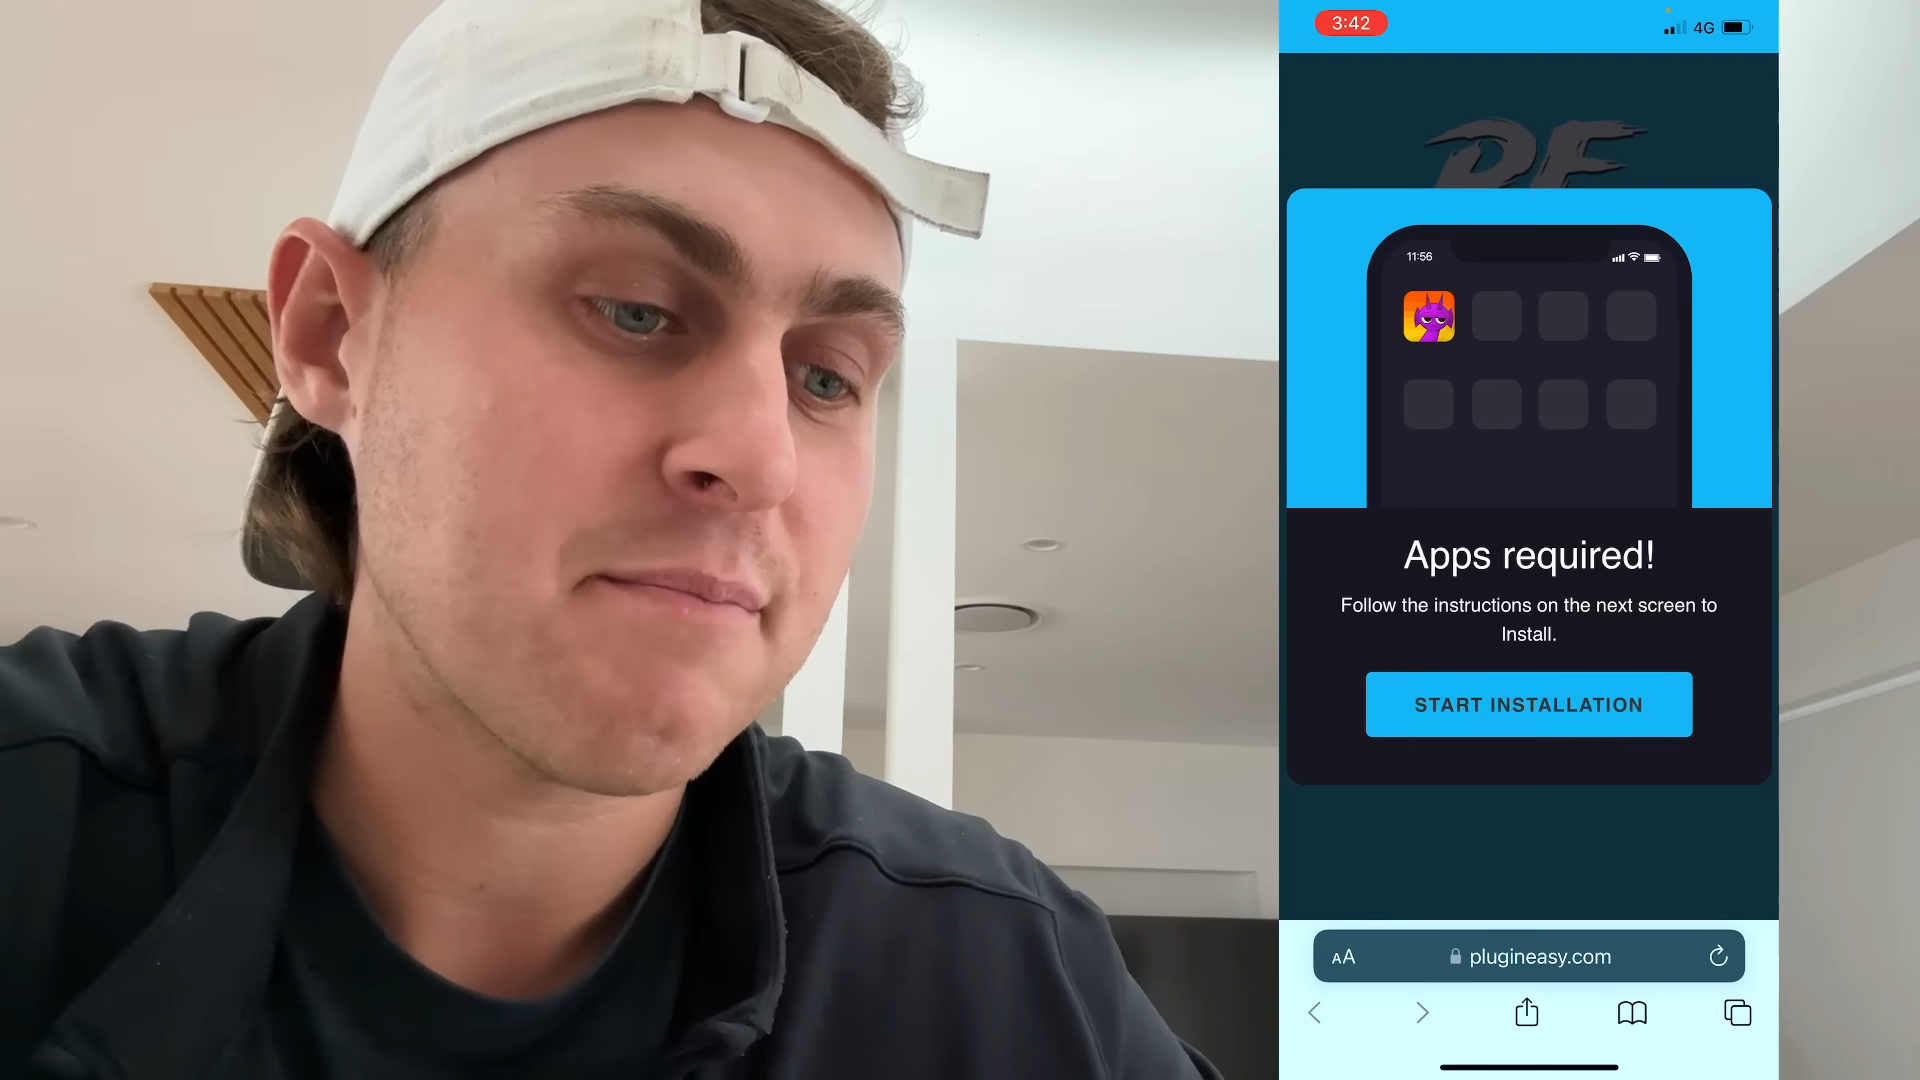 3:42
4G
RF
11:56
Apps required!
Follow the instructions on the next screen to
Install.
START INSTALLATION
AA
plugineasy.com